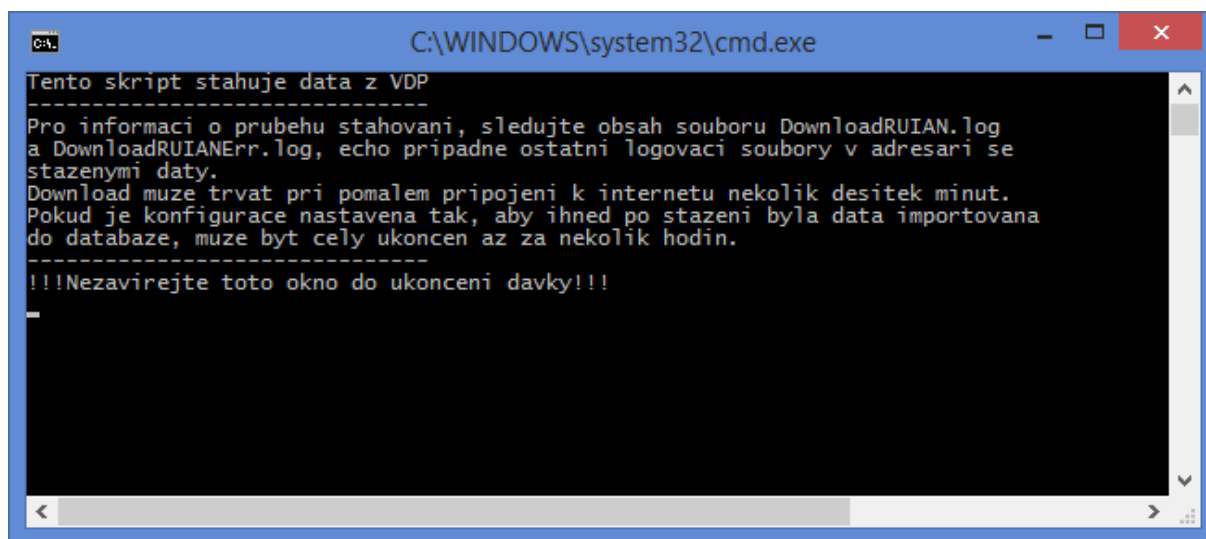 C:\WINDOWS\system32\cmd.exe
Tento skript stahuje data z VDP
-------------------------------
Pro informaci o prubehu stahovani, sledujte obsah souboru DownloadRUIAN.log
a DownloadRUIANErr.log, echo pripadne ostatni logovaci soubory v adresari se
stazenymi daty.
Download muze trvat pri pomalem pripojeni k internetu nekolik desitek minut.
Pokud je konfigurace nastavena tak, aby ihned po stazeni byla data importovana
do databaze, muze byt cely ukoncen az za nekolik hodin.
-------------------------------
!!!Nezavirejte toto okno do ukonceni davky!!!